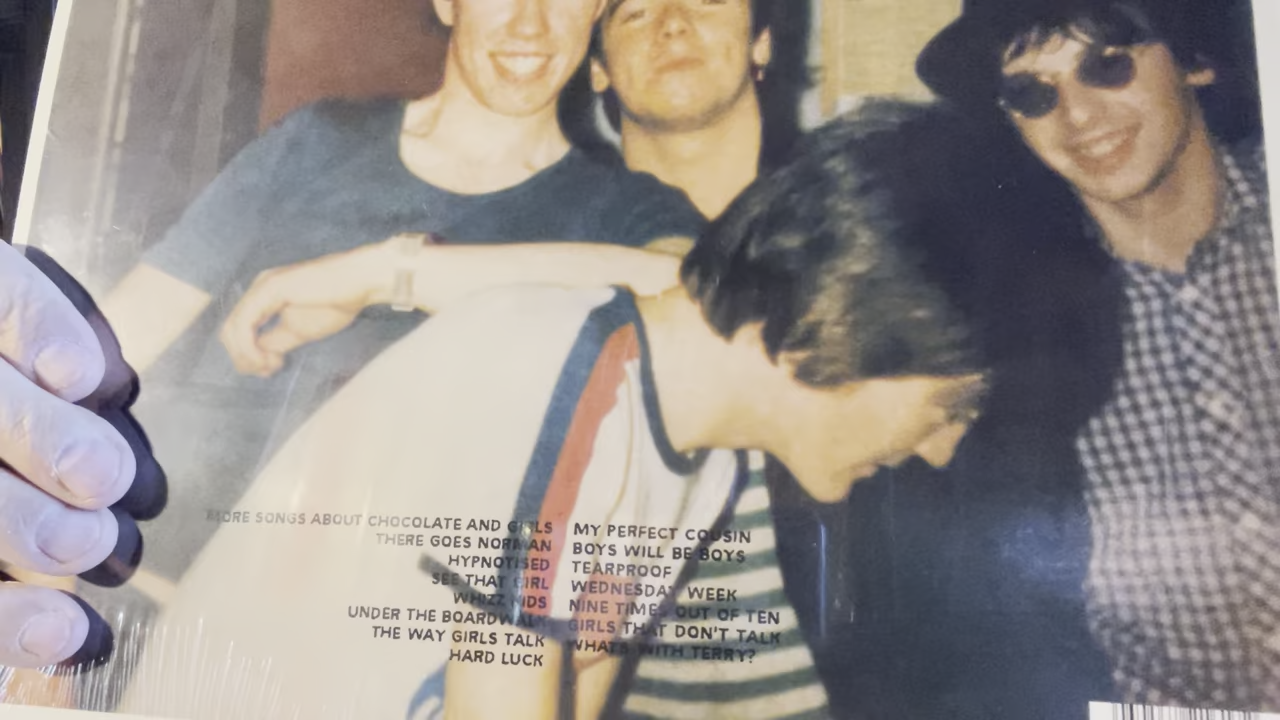 MORE SONGS ABOUT CHOCOLATE AND GIRLS
THERE GOES NORMAN
HYPNOTISED
SEE THAT GIRL
WHIZZ KIDS
UNDER THE BOARDWALK
THE WAY GIRLS TALK
HARD LUCK
MY PERFECT COUSIN
BOYS WILL BE BOYS
TEARPROOF
WEDNESDAY WEEK
NINE TIMES OUT OF TEN
GIRLS THAT DON'T TALK
WHATS WITH TERRY?